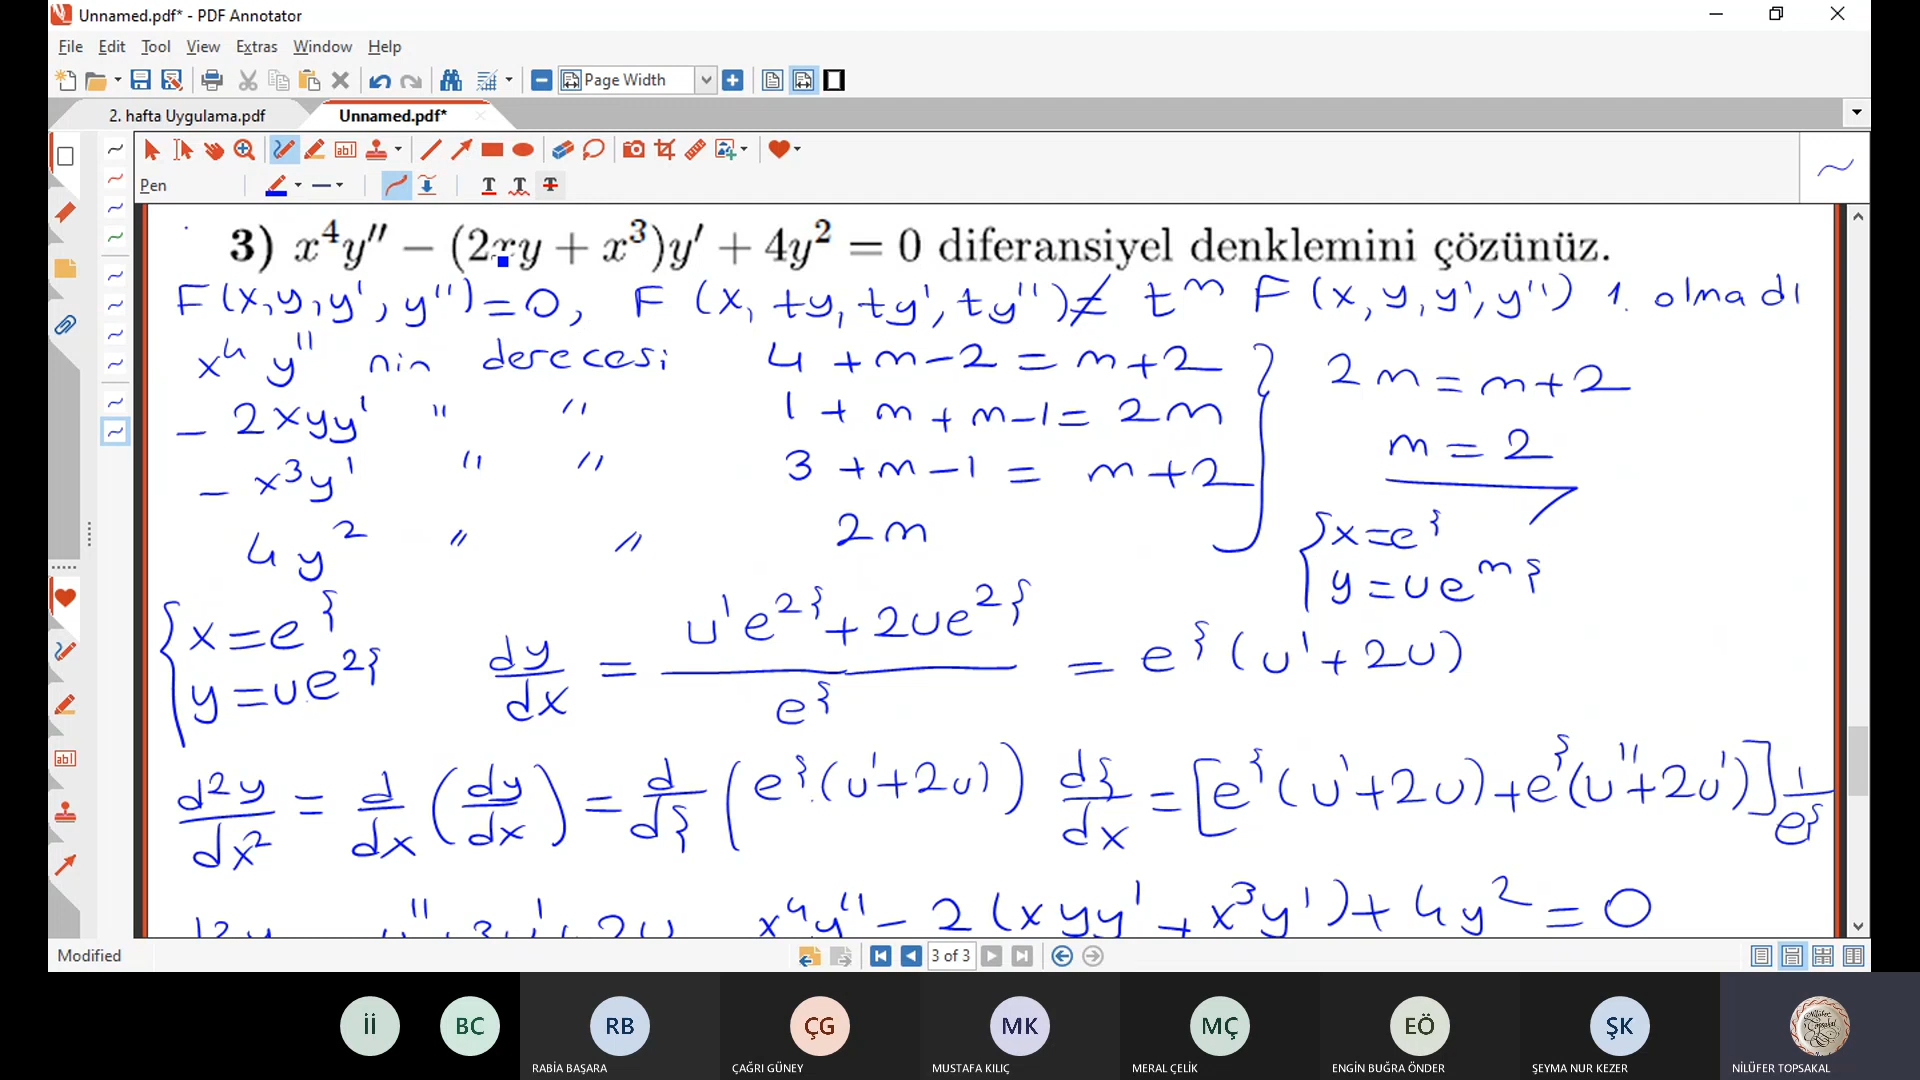 Unnamed.pdf* - PDF Annotator
File Edit Tool View Extras Window Help
Page Width
2. hafta Uygulama.pdf Unnamed.pdf*
Pen
3) x⁴y'' − (2xy + x³)y' + 4y² = 0 diferansiyel denklemini çözünüz.
F(x,y,y',y'')=0, F(x,ty,ty',ty'')≠ tᵐ F(x,y,y',y'') 1. olmadı
x⁴y'' nin derecesi 4+m−2=m+2
−2xyy' '' '' 1+m+m−1=2m
−x³y' '' '' 3+m−1=m+2
4y² '' '' 2m
2m=m+2
m=2
{x=e^ξ
y=ue^{mξ}
{x=e^ξ
y=ue^{2ξ}
dy/dx = (u'e^{2ξ}+2ue^{2ξ})/e^ξ = e^ξ(u'+2u)
d²y/dx² = d/dx (dy/dx) = d/dξ (e^ξ(u'+2u)) dξ/dx = [e^ξ(u'+2u)+e^ξ(u''+2u')] 1/e^ξ
x⁴y''−2(xyy'+x³y')+4y²=0
Modified 3 of 3
İİ BC RB ÇG MK MÇ EÖ ŞK
RABİA BAŞARA ÇAĞRI GÜNEY MUSTAFA KILIÇ MERAL ÇELİK ENGİN BUĞRA ÖNDER ŞEYMA NUR KEZER NİLÜFER TOPSAKAL